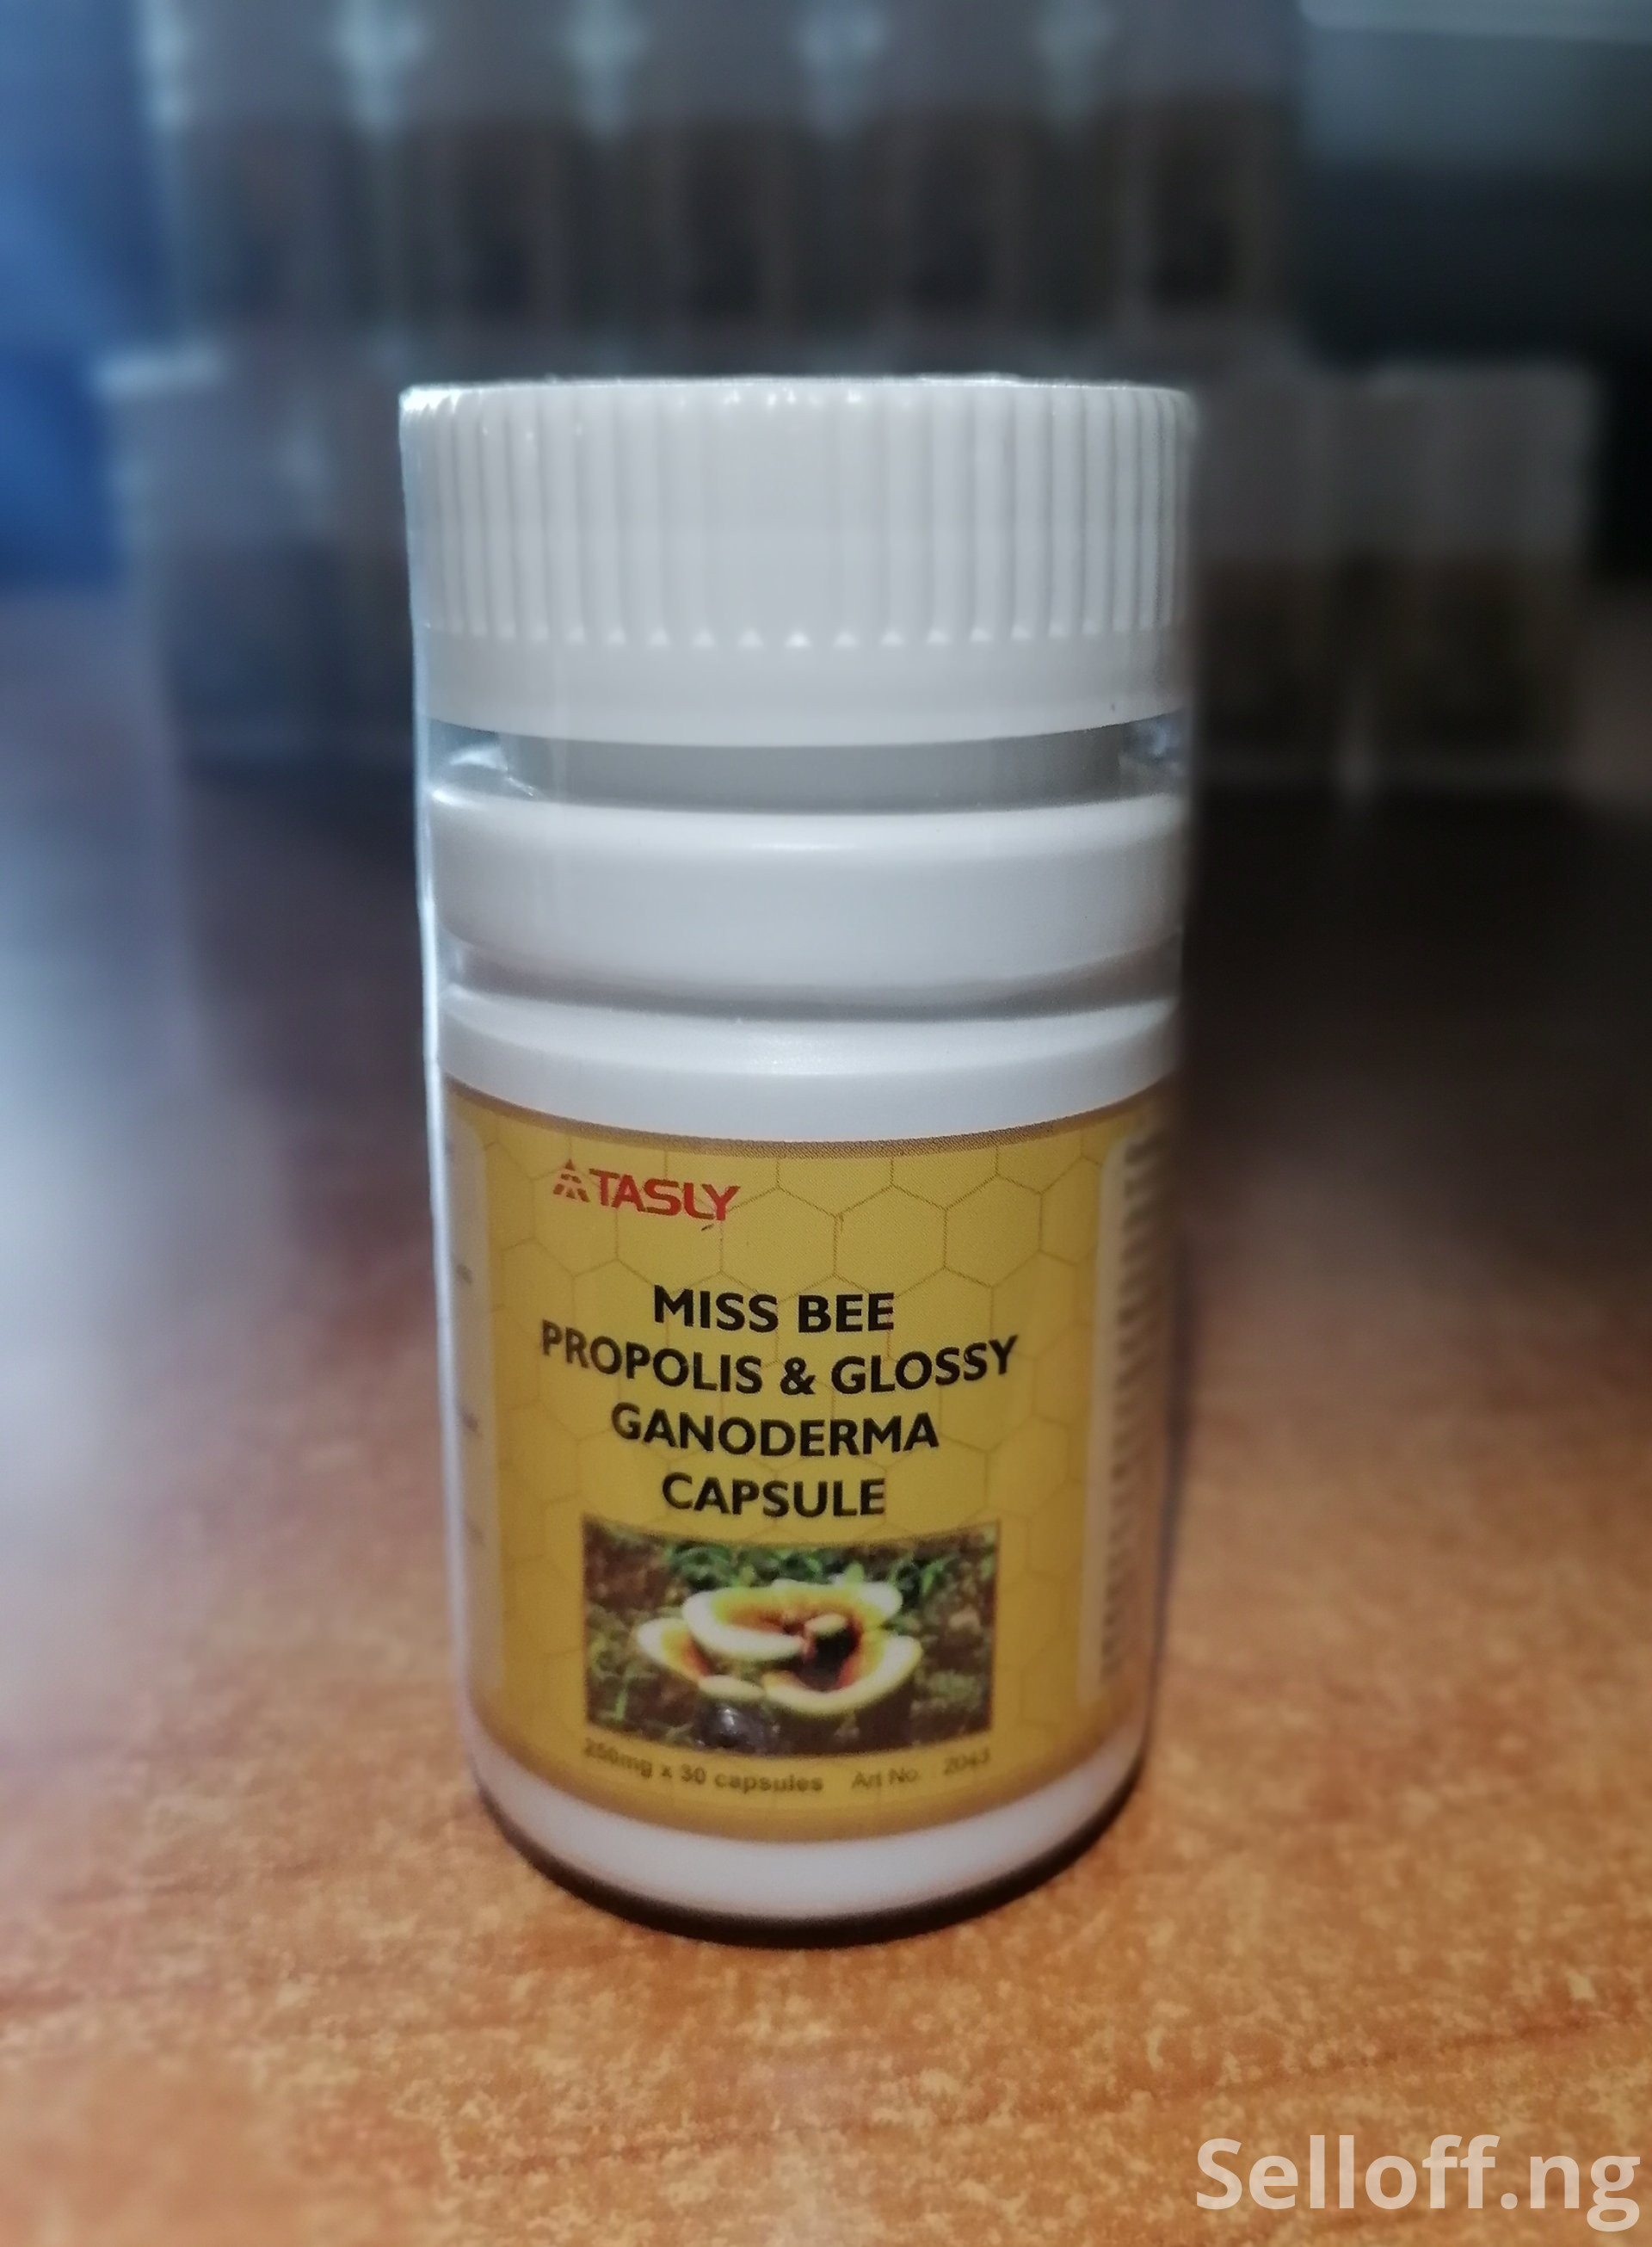 TASLY
MISS BEE
PROPOLIS & GLOSSY
GANODERMA
CAPSULE
250mg x 30 capsules Art No. 2043
Selloff.ng